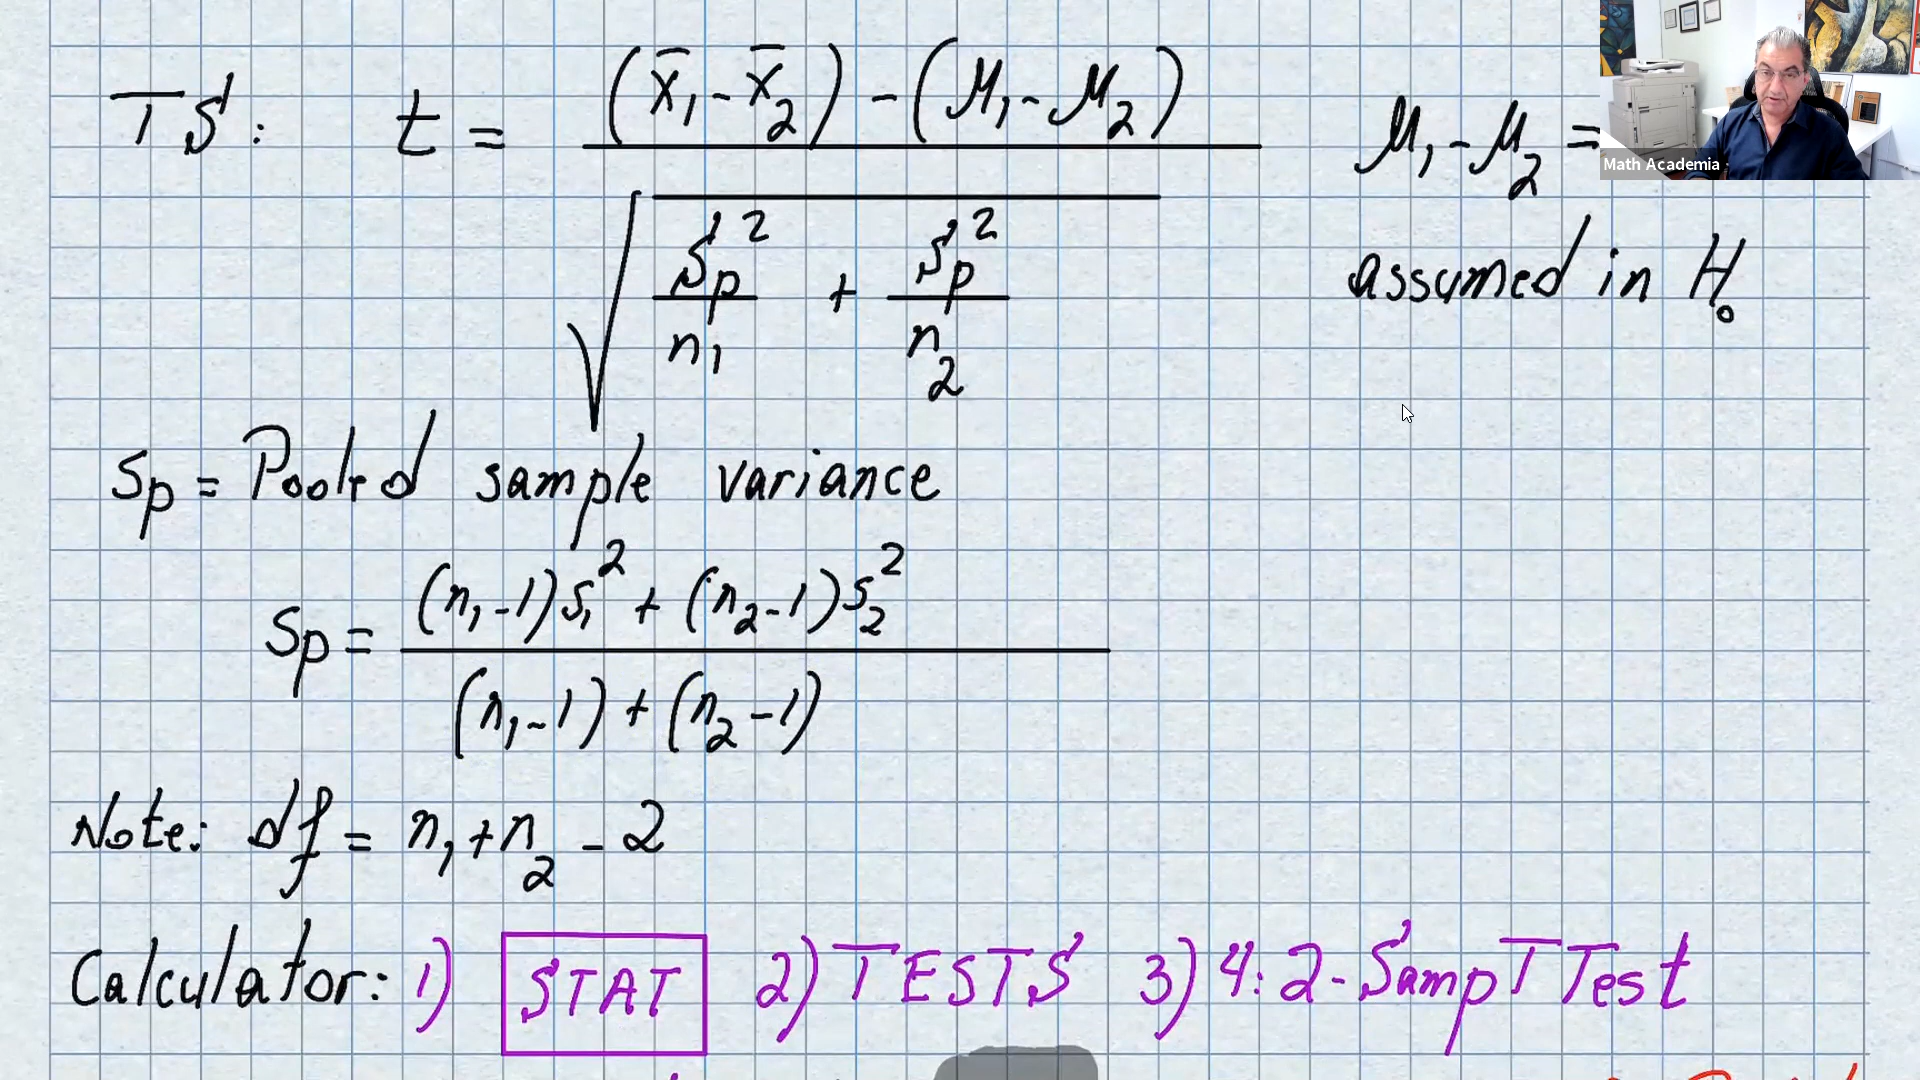 TS: t = (x̄₁ - x̄₂) - (μ₁ - μ₂) / √(Sp²/n₁ + Sp²/n₂)
μ₁ - μ₂ =
assumed in H₀
Math Academia
Sp = Pooled sample variance
Sp = (n₁-1)s₁² + (n₂-1)s₂² / (n₁-1) + (n₂-1)
Note: df = n₁ + n₂ - 2
Calculator: 1) STAT 2) TESTS 3) 4: 2-SampTTest